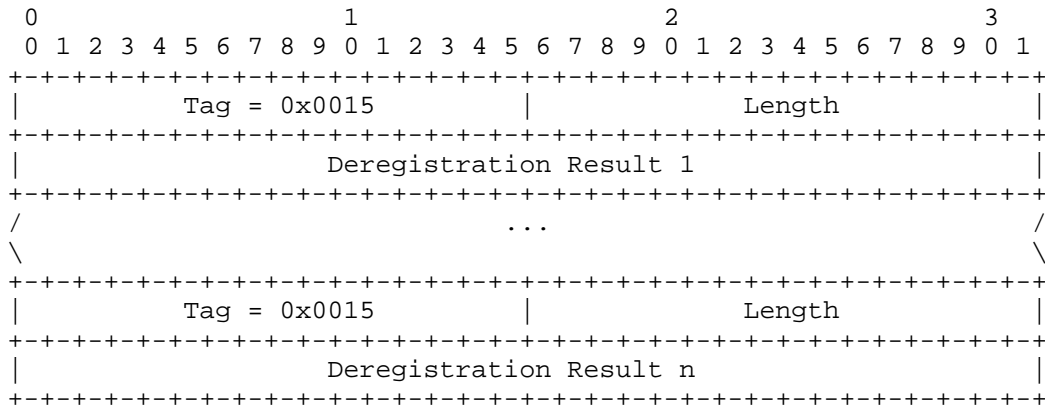 0                   1                   2                   3
 0 1 2 3 4 5 6 7 8 9 0 1 2 3 4 5 6 7 8 9 0 1 2 3 4 5 6 7 8 9 0 1
+-+-+-+-+-+-+-+-+-+-+-+-+-+-+-+-+-+-+-+-+-+-+-+-+-+-+-+-+-+-+-+-+
|          Tag = 0x0015         |             Length            |
+-+-+-+-+-+-+-+-+-+-+-+-+-+-+-+-+-+-+-+-+-+-+-+-+-+-+-+-+-+-+-+-+
|                   Deregistration Result 1                     |
+-+-+-+-+-+-+-+-+-+-+-+-+-+-+-+-+-+-+-+-+-+-+-+-+-+-+-+-+-+-+-+-+
/                              ...                              /
\                                                               \
+-+-+-+-+-+-+-+-+-+-+-+-+-+-+-+-+-+-+-+-+-+-+-+-+-+-+-+-+-+-+-+-+
|          Tag = 0x0015         |             Length            |
+-+-+-+-+-+-+-+-+-+-+-+-+-+-+-+-+-+-+-+-+-+-+-+-+-+-+-+-+-+-+-+-+
|                   Deregistration Result n                     |
+-+-+-+-+-+-+-+-+-+-+-+-+-+-+-+-+-+-+-+-+-+-+-+-+-+-+-+-+-+-+-+-+